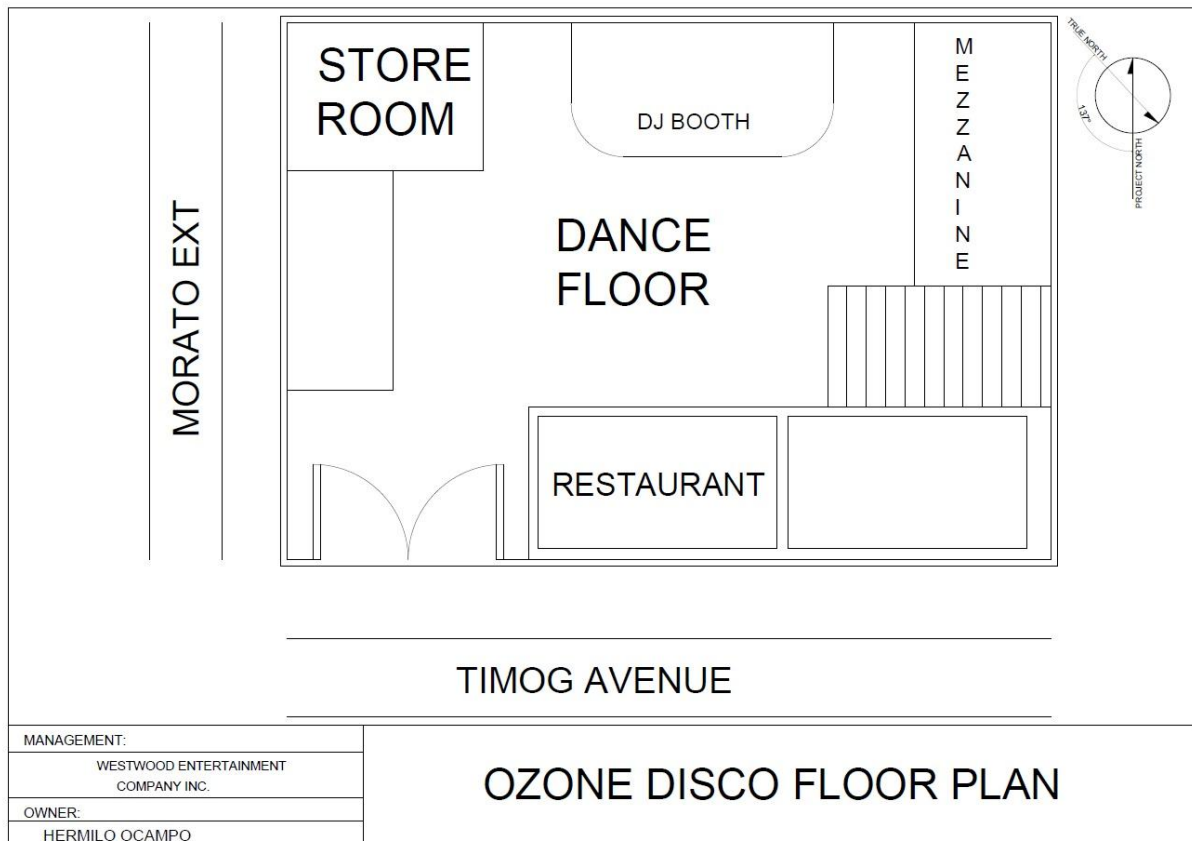 STORE
ROOM
DJ BOOTH
MEZZANINE
TRUE NORTH
137°
PROJECT NORTH
DANCE
FLOOR
MORATO EXT
RESTAURANT
TIMOG AVENUE
MANAGEMENT:
WESTWOOD ENTERTAINMENT
COMPANY INC.
OWNER:
HERMILO OCAMPO
OZONE DISCO FLOOR PLAN